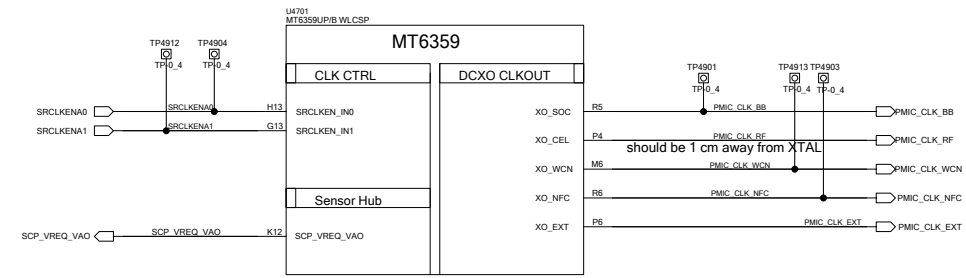 U4701
MT6359UP/B WLCSP
MT6359
TP4912 TP4904
TP-0_4 TP-0_4
CLK CTRL DCXO CLKOUT
TP4901 TP4913 TP4903
TP-0_4 TP-0_4 TP-0_4
SRCLKENA0 SRCLKENA0 H13 SRCLKEN_IN0
SRCLKENA1 SRCLKENA1 G13 SRCLKEN_IN1
XO_SOC R5 PMIC_CLK_BB PMIC_CLK_BB
XO_CEL P4 PMIC_CLK_RF PMIC_CLK_RF
should be 1 cm away from XTAL
XO_WCN M6 PMIC_CLK_WCN PMIC_CLK_WCN
Sensor Hub
XO_NFC R6 PMIC_CLK_NFC PMIC_CLK_NFC
XO_EXT P6 PMIC_CLK_EXT PMIC_CLK_EXT
SCP_VREQ_VAO SCP_VREQ_VAO K12 SCP_VREQ_VAO